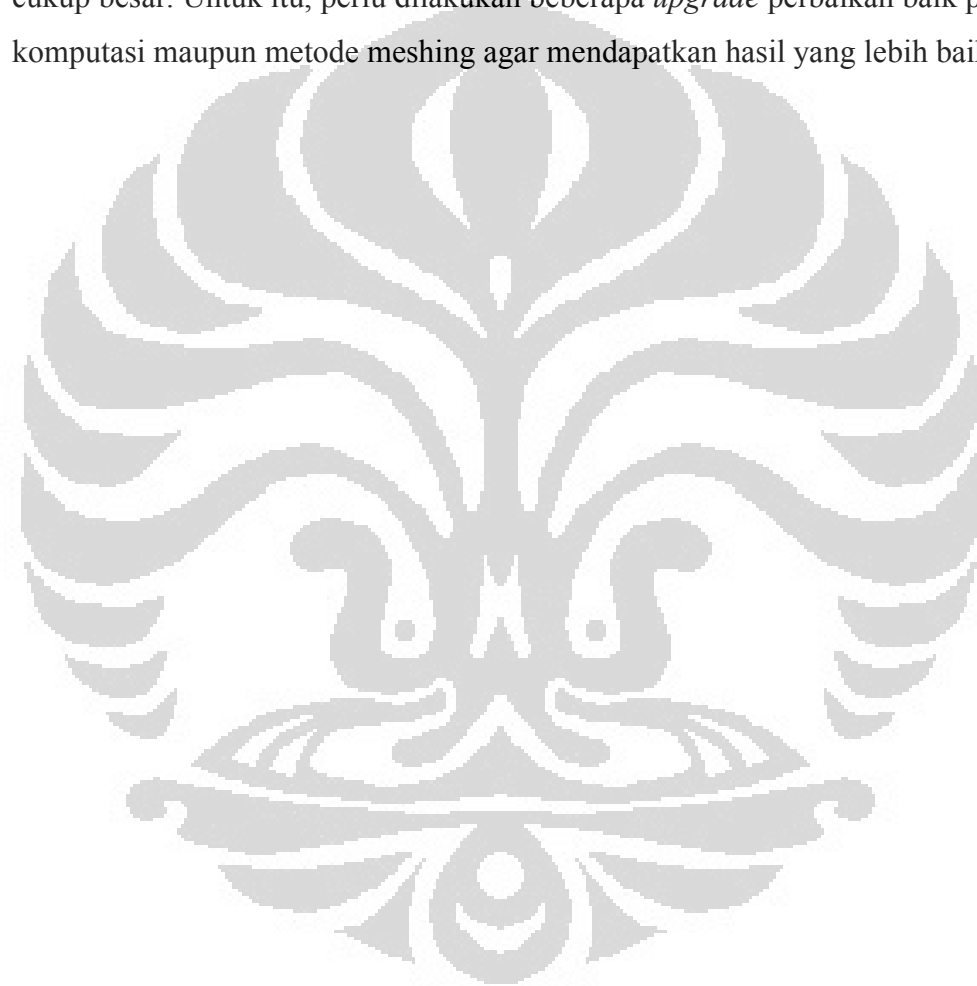 cukup besar. Untuk itu, perlu dilakukan beberapa upgrade perbaikan baik
komputasi maupun metode meshing agar mendapatkan hasil yang lebih